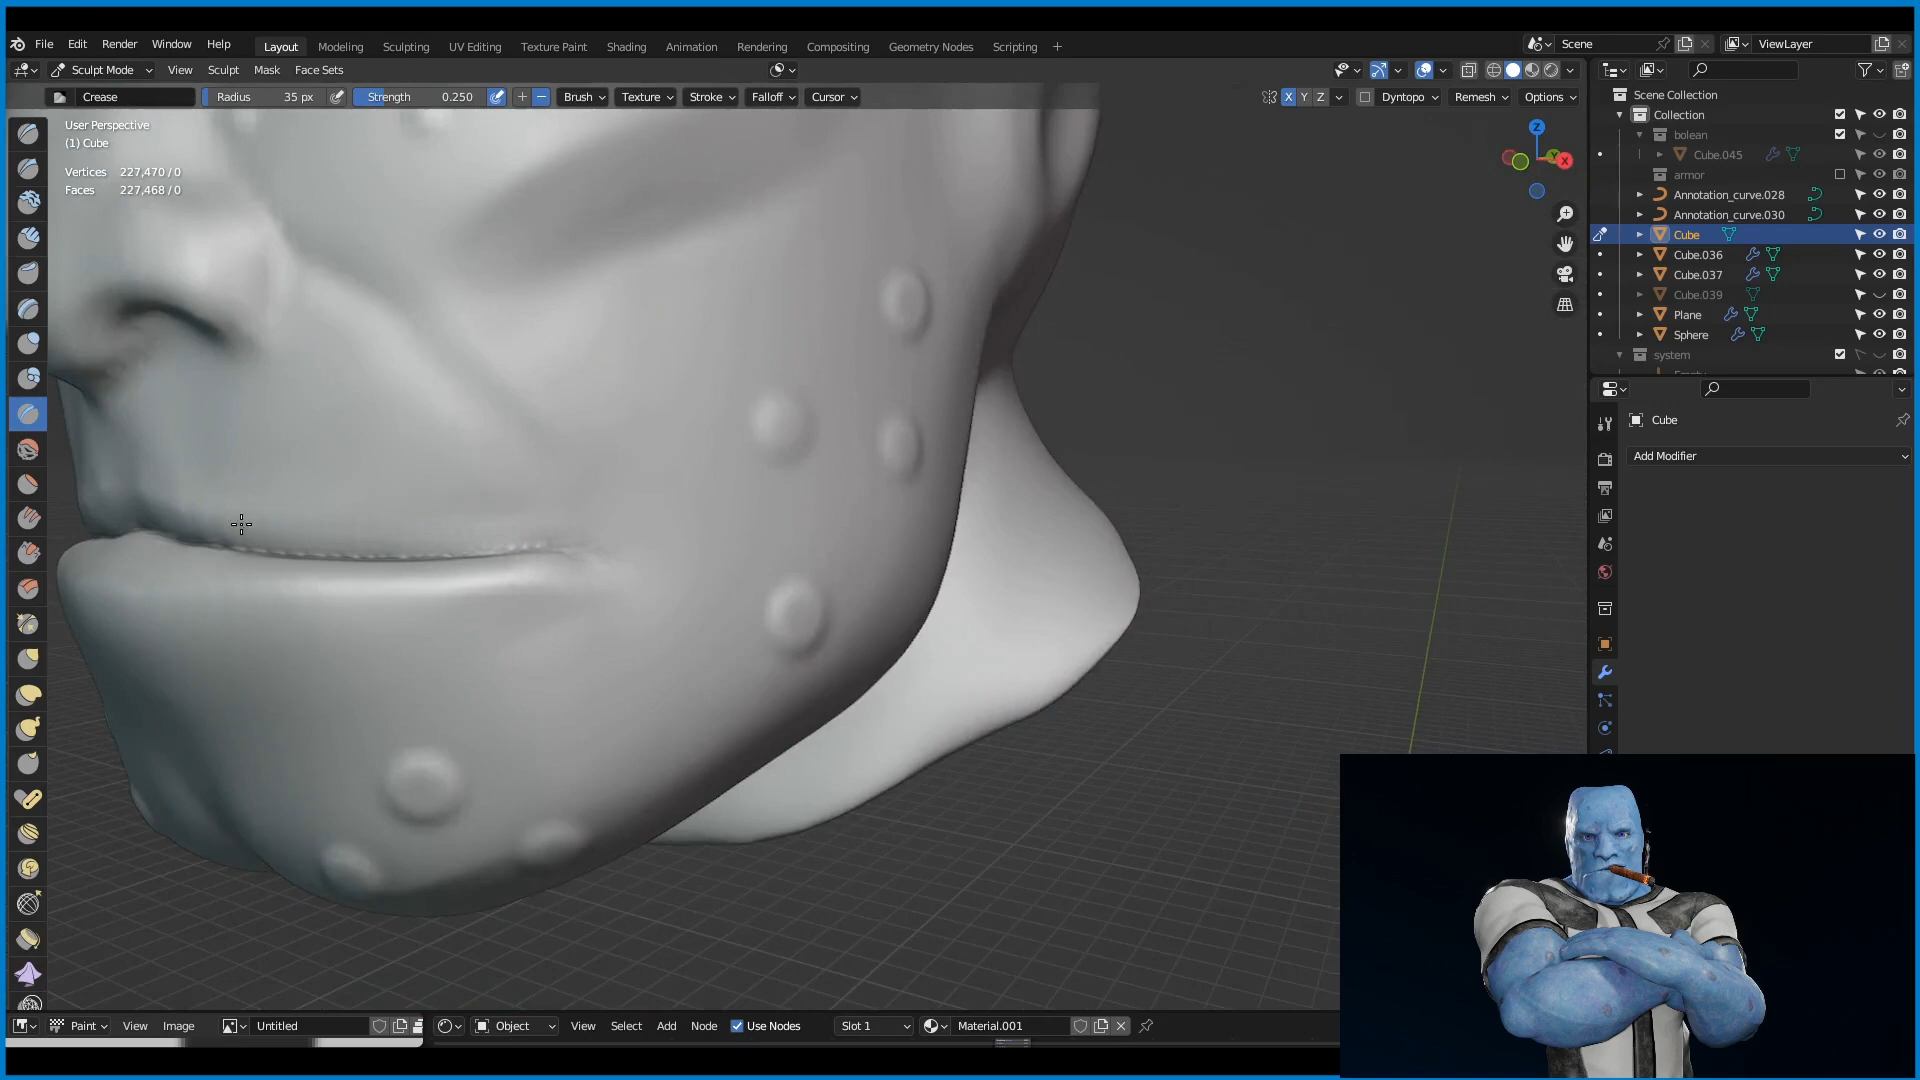 File Edit Render Window Help Layout Modeling Sculpting UV Editing Texture Paint Shading Animation Rendering Compositing Geometry Nodes Scripting + Scene ViewLayer
Sculpt Mode View Sculpt Mask Face Sets
Crease Radius 35 px Strength 0.250 + − Brush Texture Stroke Falloff Cursor X Y Z Dyntopo Remesh Options
User Perspective
(1) Cube
Vertices 227,470 / 0
Faces 227,468 / 0
Z
X
Scene Collection
Collection
bolean
Cube.045
armor
Annotation_curve.028
Annotation_curve.030
Cube
Cube.036
Cube.037
Cube.039
Plane
Sphere
system
Cube
Add Modifier
Paint View Image Untitled Object View Select Add Node Use Nodes Slot 1 Material.001